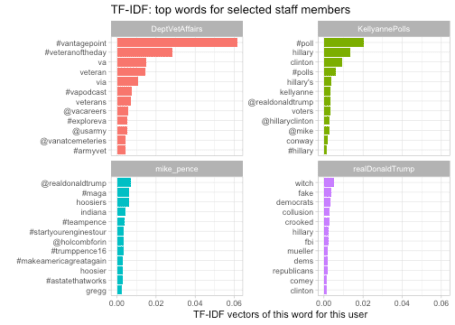 TF-IDF: top words for selected staff members
DeptVetAffairs
#vantagepoint
#veteranoftheday
va
veteran
via
#vapodcast
veterans
@vacareers
#exploreva
@usarmy
@vanatcemeteries
#armyvet
KellyannePolls
#poll
hillary
clinton
#polls
hillary's
kellyanne
@realdonaldtrump
voters
@hillaryclinton
@mike
conway
#hillary
mike_pence
@realdonaldtrump
#maga
hoosiers
indiana
#teampence
#startyourenginestour
@holcombforin
#trumppence16
#makeamericagreatagain
hoosier
#astatethatworks
gregg
0.00 0.02 0.04 0.06
realDonaldTrump
witch
fake
democrats
collusion
crooked
hillary
fbi
mueller
dems
republicans
comey
clinton
0.00 0.02 0.04 0.06
TF-IDF vectors of this word for this user